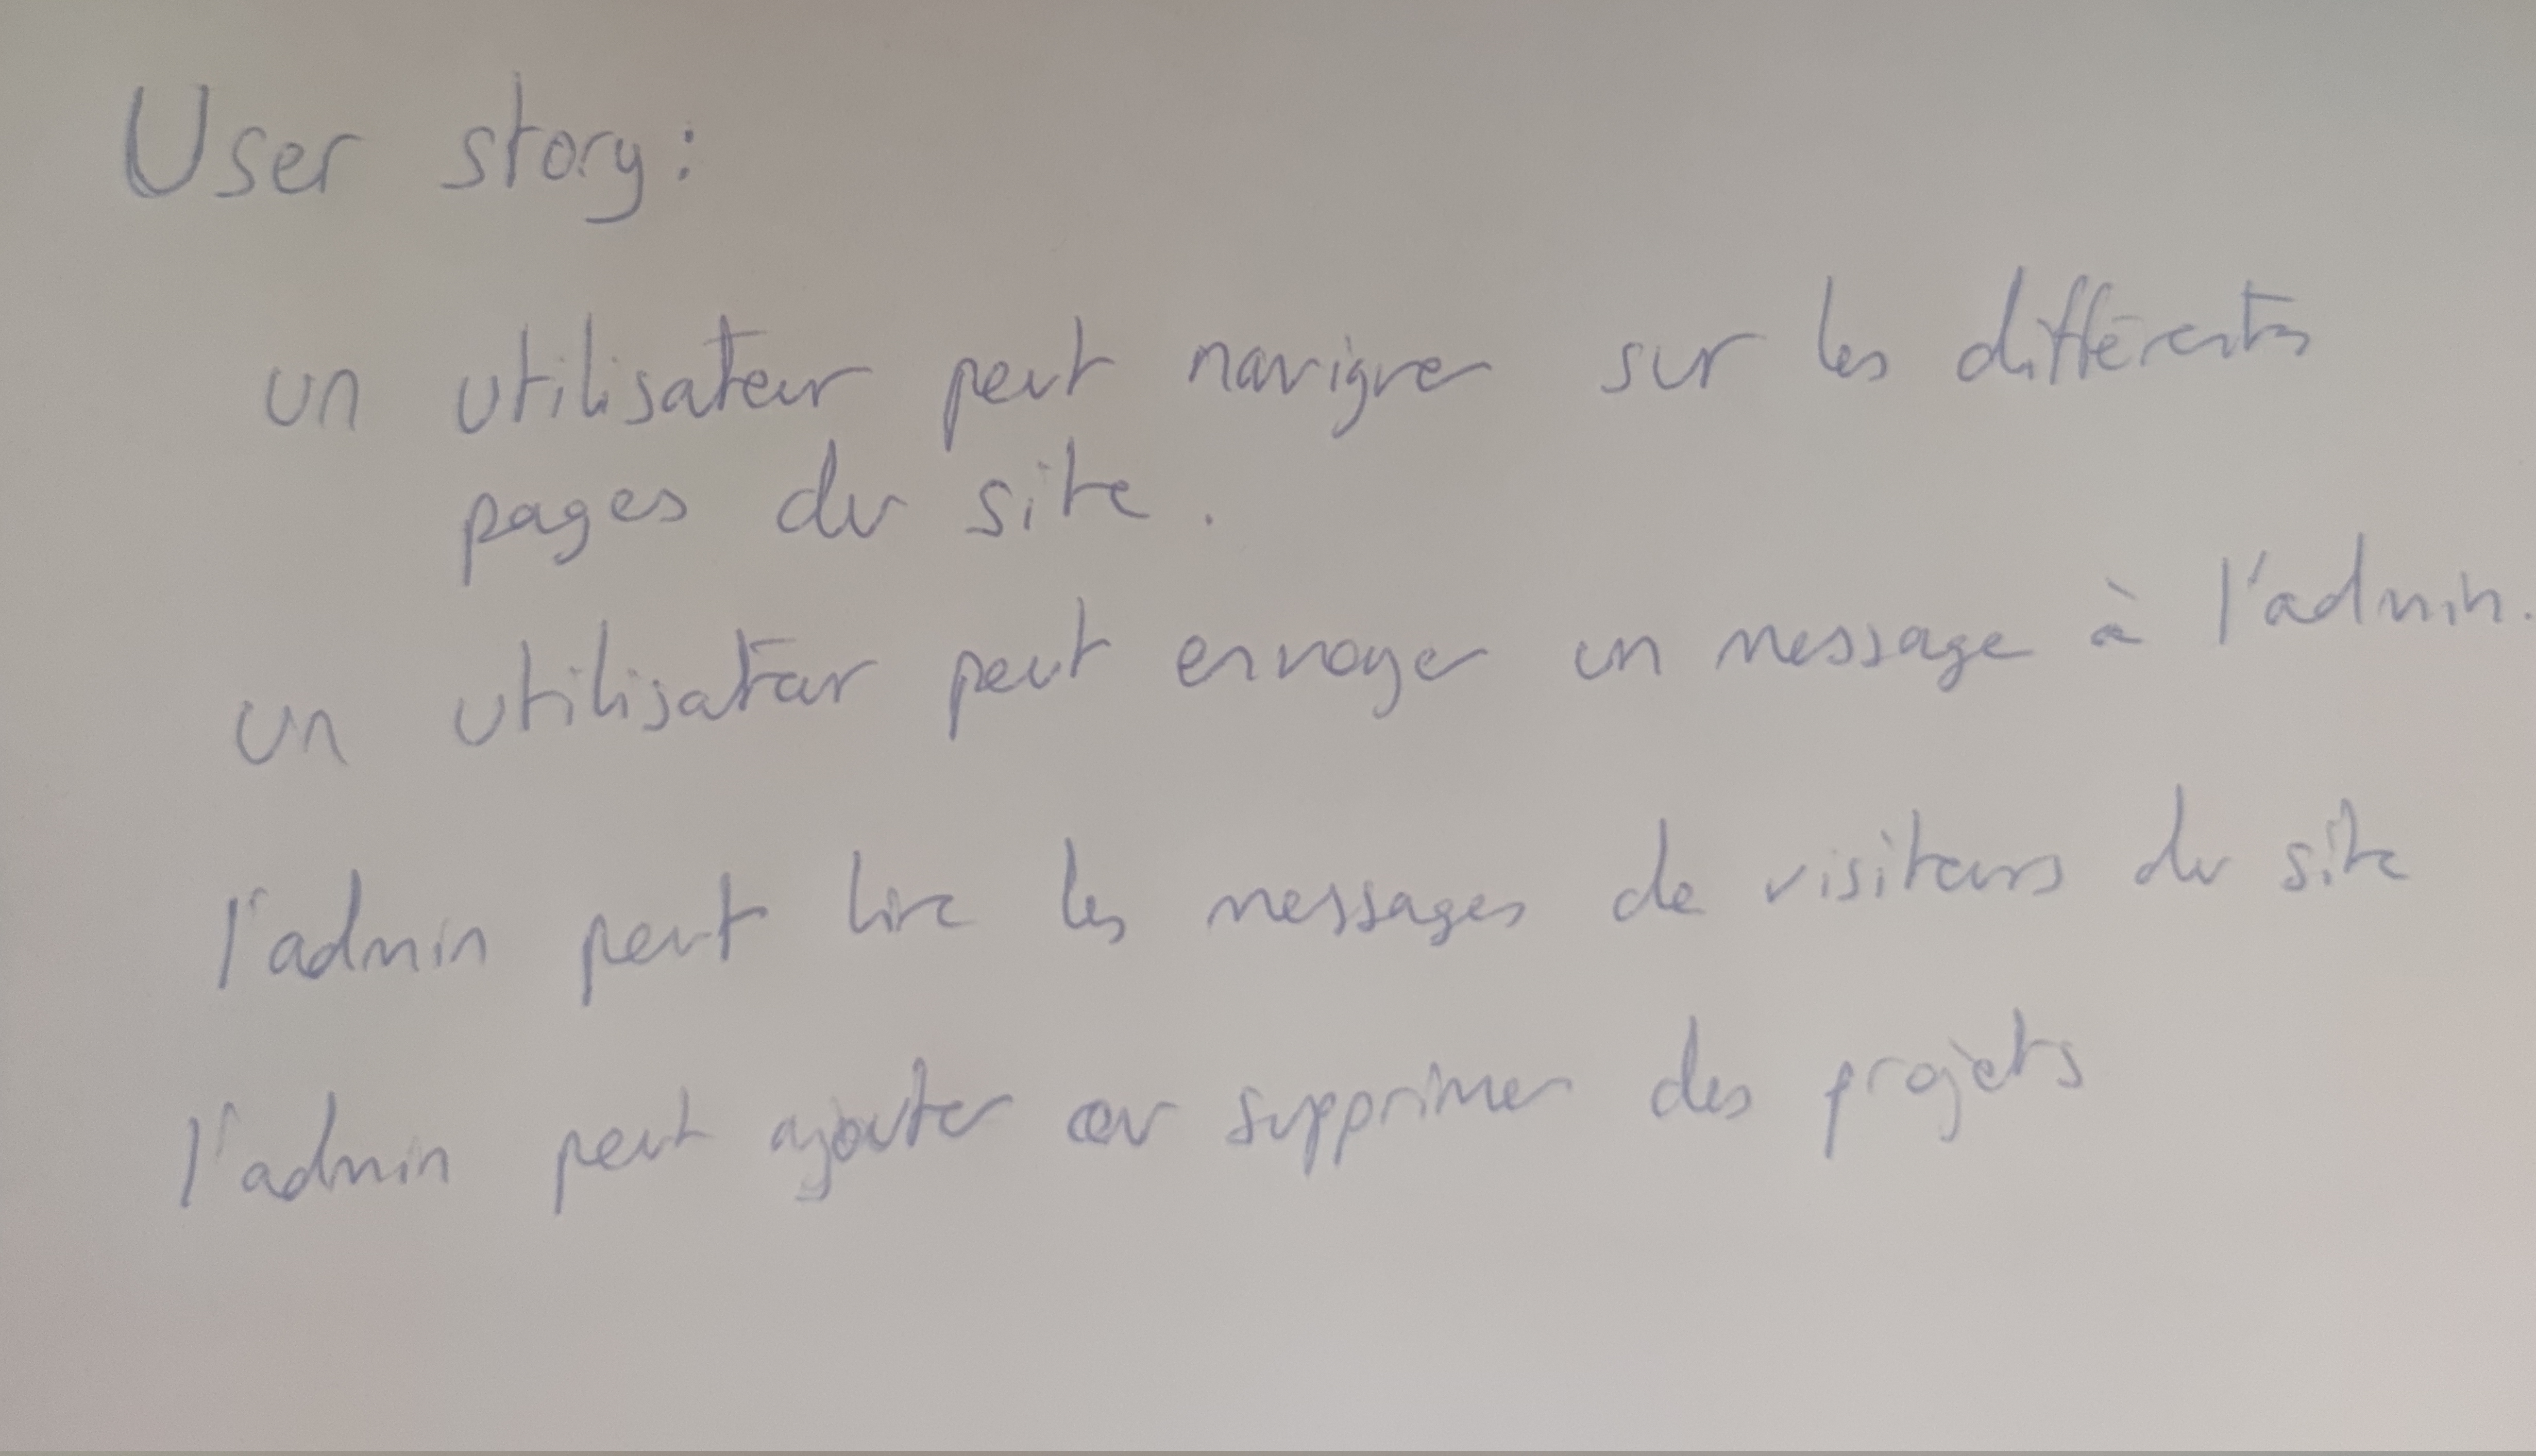 User story:
un utilisateur peut naviguer sur les différents
pages du site.
un utilisateur peut envoyer un message à l'admin.
l'admin peut lire les messages de visiteurs du site
l'admin peut ajouter ou supprimer des projets